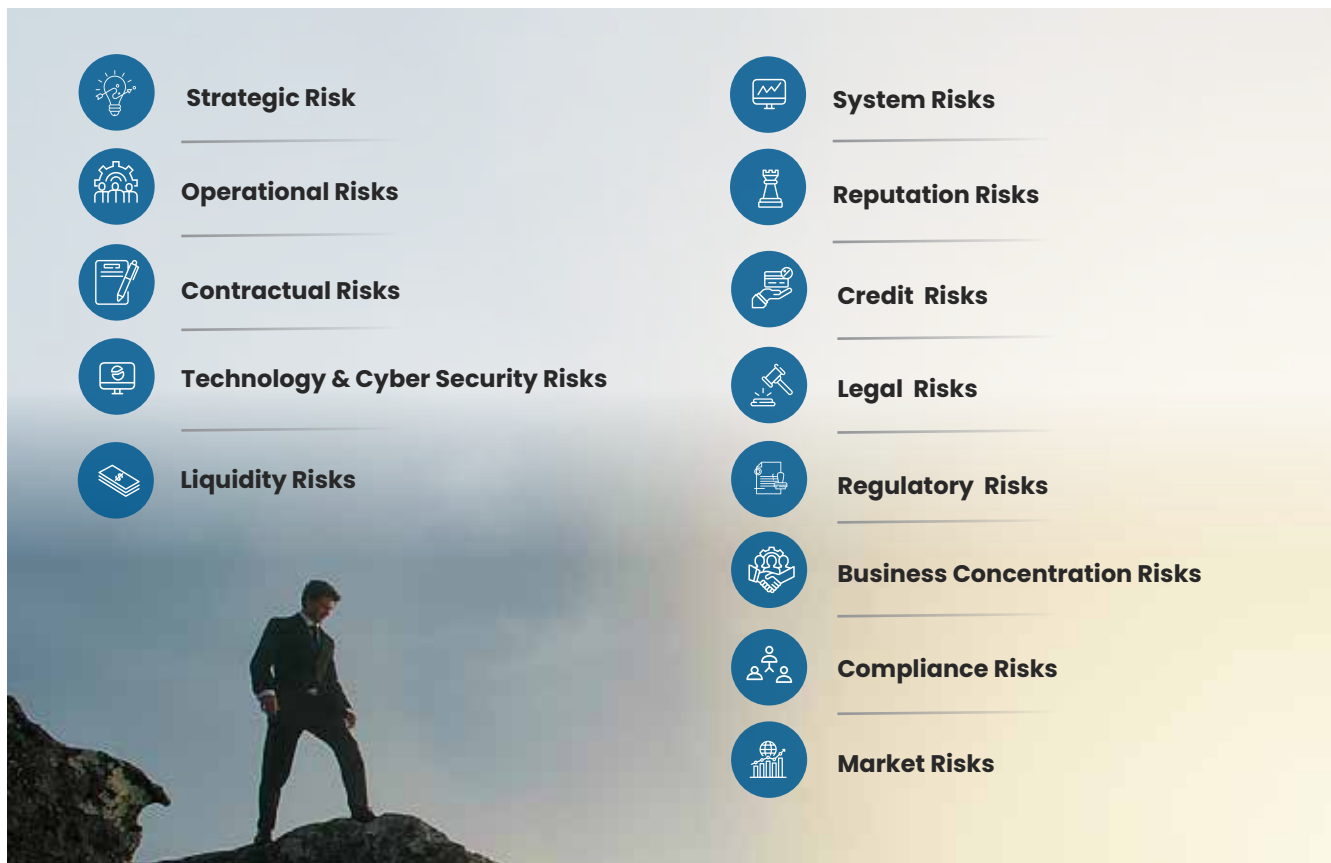 Strategic Risk
Operational Risks
Contractual Risks
Technology & Cyber Security Risks
Liquidity Risks
System Risks
Reputation Risks
Credit Risks
Legal Risks
Regulatory Risks
Business Concentration Risks
Compliance Risks
Market Risks